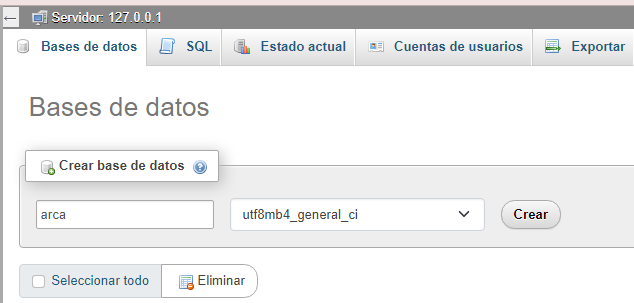 Servidor: 127.0.0.1
Bases de datos SQL Estado actual Cuentas de usuarios Exportar
Bases de datos
Crear base de datos
arca utf8mb4_general_ci Crear
Seleccionar todo Eliminar